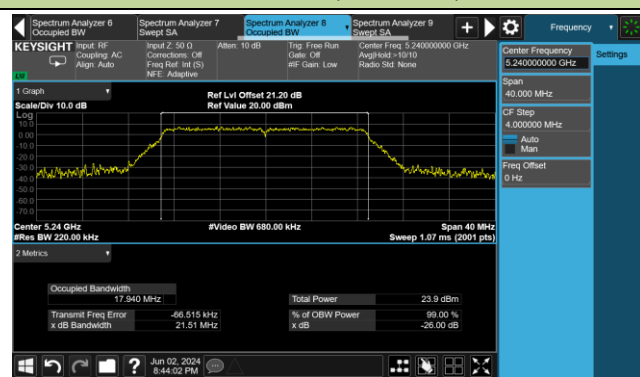 Spectrum Analyzer 6
Occupied BW
Spectrum Analyzer 7
Swept SA
Spectrum Analyzer 8
Occupied BW
Spectrum Analyzer 9
Swept SA
+
Frequency
KEYSIGHT
Input: RF
Coupling: AC
Align: Auto
Input Z: 50 Ω
Corrections: Off
Freq Ref: Int (S)
NFE: Adaptive
Atten: 10 dB
Trig: Free Run
Gate: Off
#IF Gain: Low
Center Freq: 5.240000000 GHz
Avg|Hold:>10/10
Radio Std: None
LW
Center Frequency
5.240000000 GHz
Settings
Span
40.000 MHz
CF Step
4.000000 MHz
Auto
Man
Freq Offset
0 Hz
1 Graph
Scale/Div 10.0 dB
Ref Lvl Offset 21.20 dB
Ref Value 20.00 dBm
Log
10.0
0.00
-10.0
-20.0
-30.0
-40.0
-50.0
-60.0
-70.0
Center 5.24 GHz
#Res BW 220.00 kHz
#Video BW 680.00 kHz
Span 40 MHz
Sweep 1.07 ms (2001 pts)
2 Metrics
Occupied Bandwidth
17.940 MHz
Total Power 23.9 dBm
Transmit Freq Error -66.515 kHz
% of OBW Power 99.00 %
x dB Bandwidth 21.51 MHz
x dB -26.00 dB
?
Jun 02, 2024
8:44:02 PM